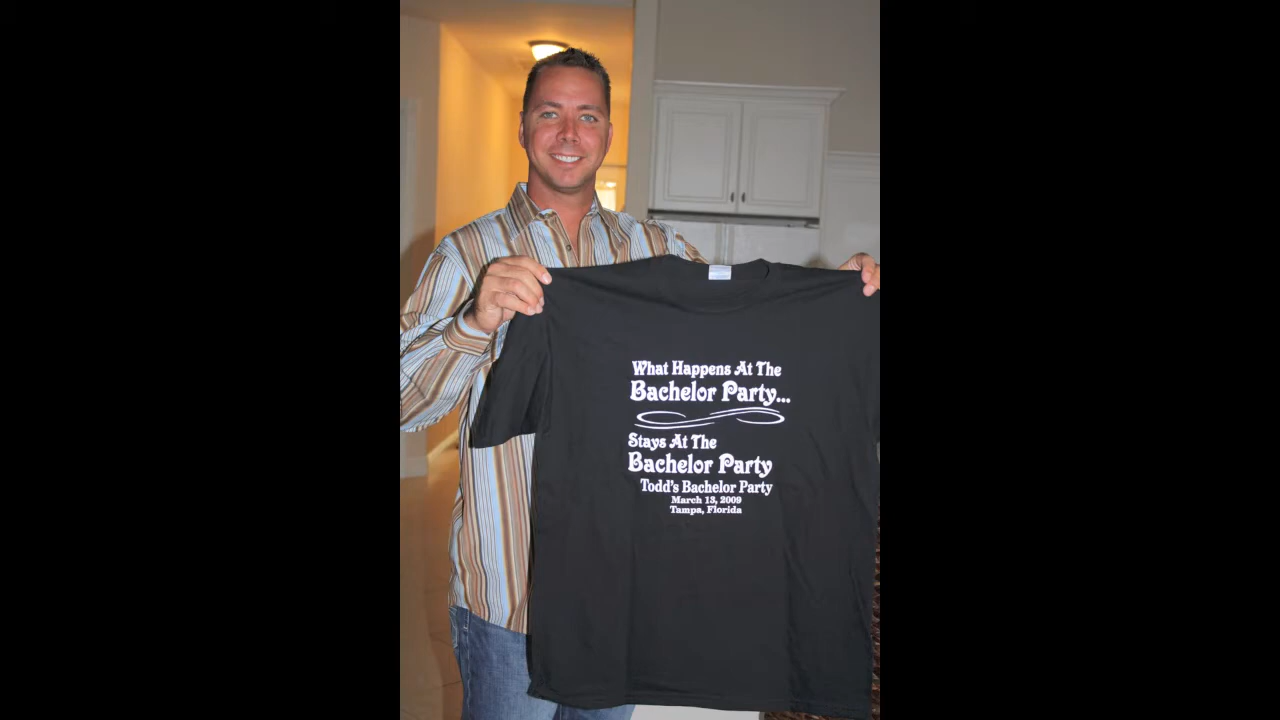 What Happens At The
Bachelor Party...
Stays At The
Bachelor Party
Todd's Bachelor Party
March 13, 2009
Tampa, Florida